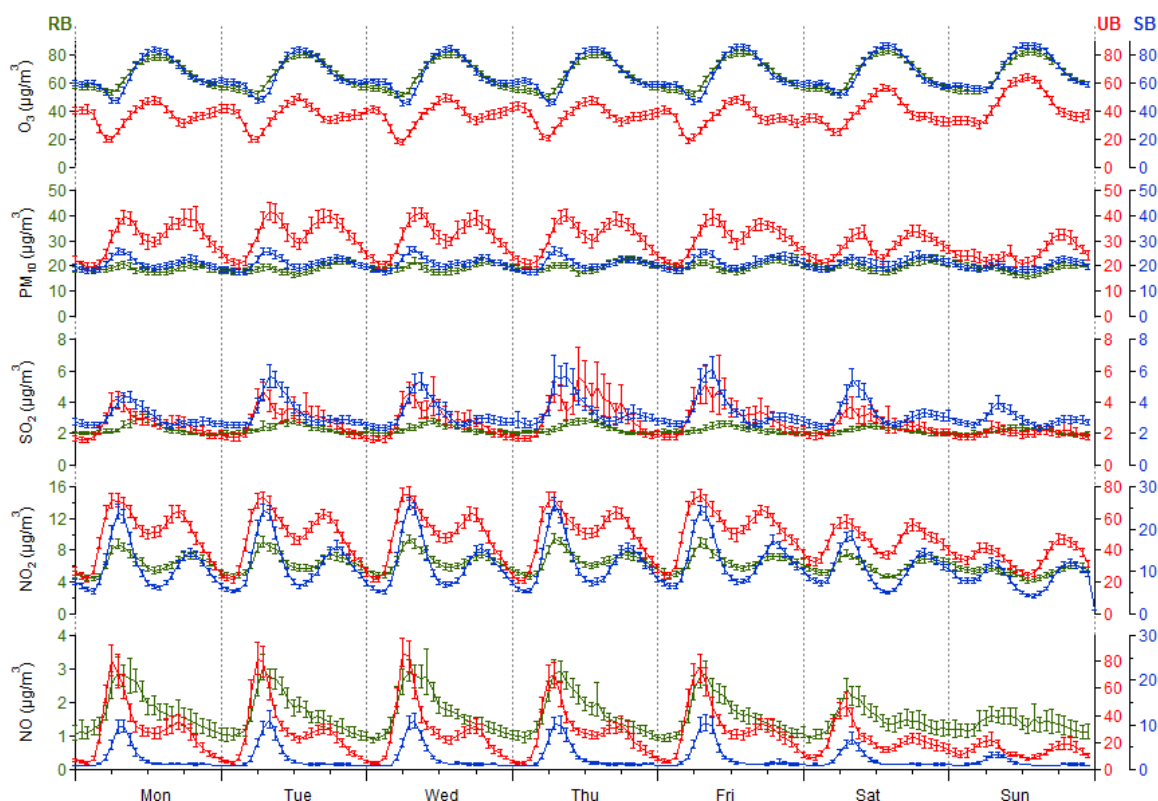 RB UB SB
O3 (µg/m3)
80 80 80
60 60 60
40 40 40
20 20 20
0 0 0
PM10 (µg/m3)
50 50 50
40 40 40
30 30 30
20 20 20
10 10 10
0 0 0
SO2 (µg/m3)
8 8 8
6 6 6
4 4 4
2 2 2
0 0 0
NO2 (µg/m3)
16 80 30
12 60 20
8 40 10
4 20
0 0 0
NO (µg/m3)
4 30
3 80 20
2 60
1 40 10
20
0 0 0
Mon Tue Wed Thu Fri Sat Sun